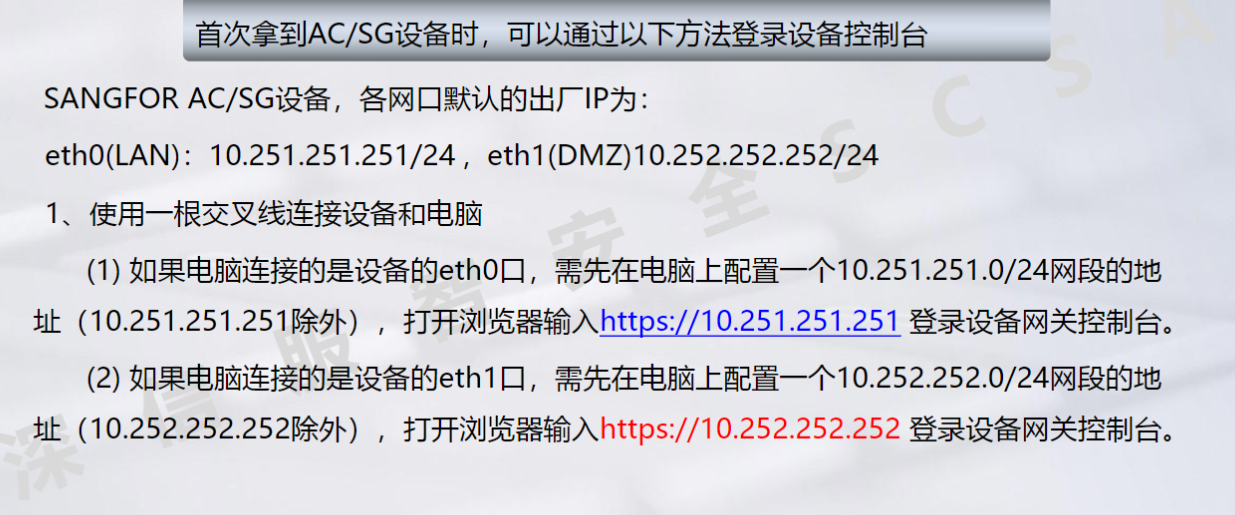 首次拿到AC/SG设备时，可以通过以下方法登录设备控制台
SANGFOR AC/SG设备，各网口默认的出厂IP为：
eth0(LAN)：10.251.251.251/24 ，eth1(DMZ)10.252.252.252/24
1、使用一根交叉线连接设备和电脑
(1) 如果电脑连接的是设备的eth0口，需先在电脑上配置一个10.251.251.0/24网段的地
址（10.251.251.251除外），打开浏览器输入https://10.251.251.251 登录设备网关控制台。
(2) 如果电脑连接的是设备的eth1口，需先在电脑上配置一个10.252.252.0/24网段的地
址（10.252.252.252除外），打开浏览器输入https://10.252.252.252 登录设备网关控制台。
深信服智安全SCSA